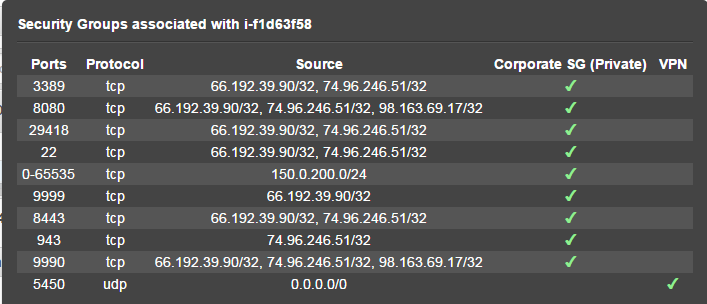 Security Groups associated with i-f1d63f58
Ports Protocol Source Corporate SG (Private) VPN
3389 tcp 66.192.39.90/32, 74.96.246.51/32 ✓
8080 tcp 66.192.39.90/32, 74.96.246.51/32, 98.163.69.17/32 ✓
29418 tcp 66.192.39.90/32, 74.96.246.51/32 ✓
22 tcp 66.192.39.90/32, 74.96.246.51/32 ✓
0-65535 tcp 150.0.200.0/24 ✓
9999 tcp 66.192.39.90/32 ✓
8443 tcp 66.192.39.90/32, 74.96.246.51/32 ✓
943 tcp 74.96.246.51/32 ✓
9990 tcp 66.192.39.90/32, 74.96.246.51/32, 98.163.69.17/32 ✓
5450 udp 0.0.0.0/0 ✓